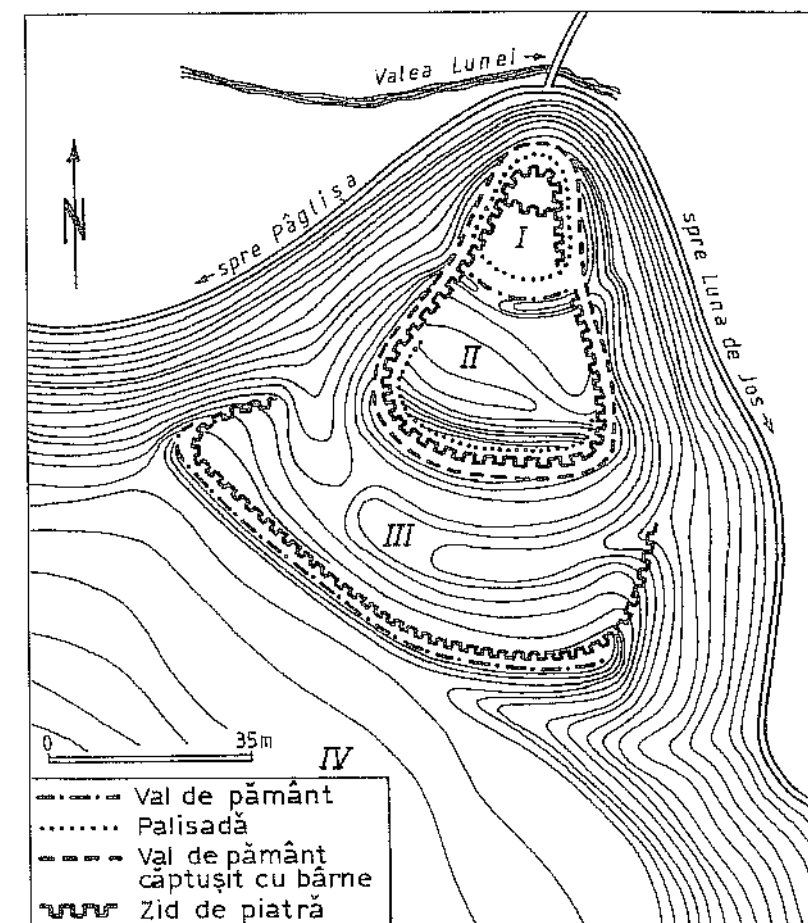 Valea Lunei
N
spre Pâglișa
spre Luna de Jos
I
II
III
IV
0 35m
Val de pământ
Palisadă
Val de pământ
căptușit cu bârne
Zid de piatră